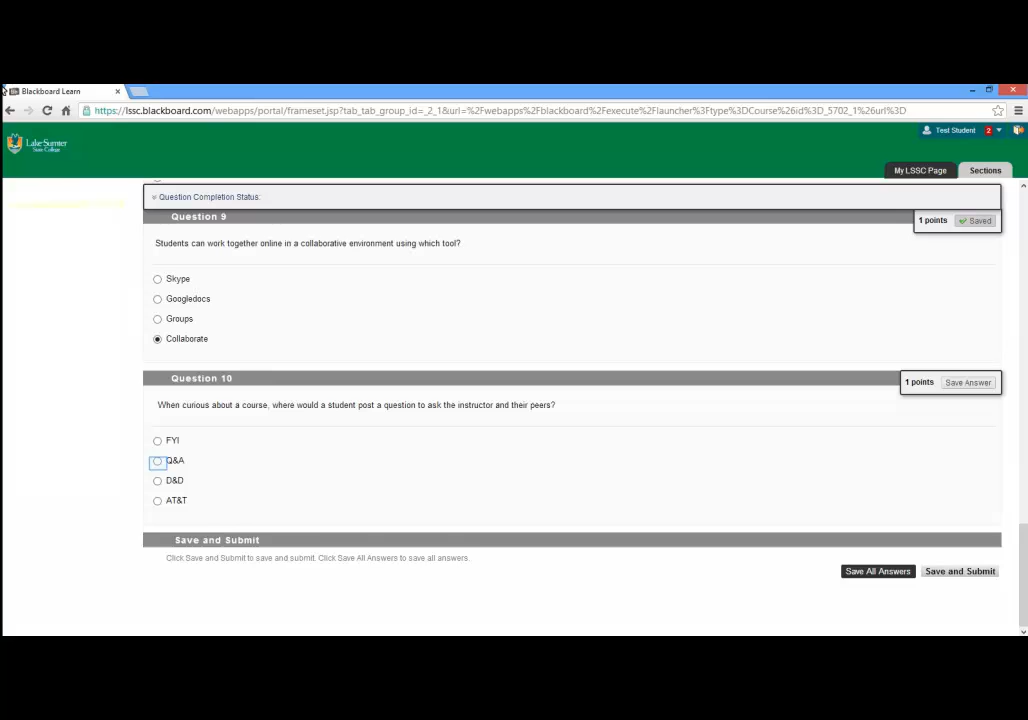 Blackboard Learn
https://lssc.blackboard.com/webapps/portal/frameset.jsp?tab_tab_group_id=_2_1&url=%2Fwebapps%2Fblackboard%2Fexecute%2Flauncher%3Ftype%3DCourse%26id%3D_5702_1%26url%3D
Lake Sumter
State College
Test Student 2
My LSSC Page Sections
Question Completion Status:
Question 9
1 points Saved
Students can work together online in a collaborative environment using which tool?
Skype
Googledocs
Groups
Collaborate
Question 10
1 points Save Answer
When curious about a course, where would a student post a question to ask the instructor and their peers?
FYI
Q&A
D&D
AT&T
Save and Submit
Click Save and Submit to save and submit. Click Save All Answers to save all answers.
Save All Answers Save and Submit